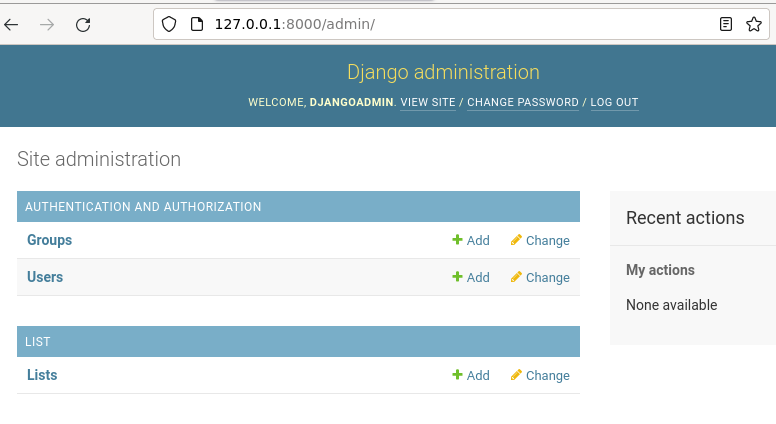 127.0.0.1:8000/admin/
Django administration
WELCOME, DJANGOADMIN. VIEW SITE / CHANGE PASSWORD / LOG OUT
Site administration
AUTHENTICATION AND AUTHORIZATION
Groups Add Change
Users Add Change
LIST
Lists Add Change
Recent actions
My actions
None available